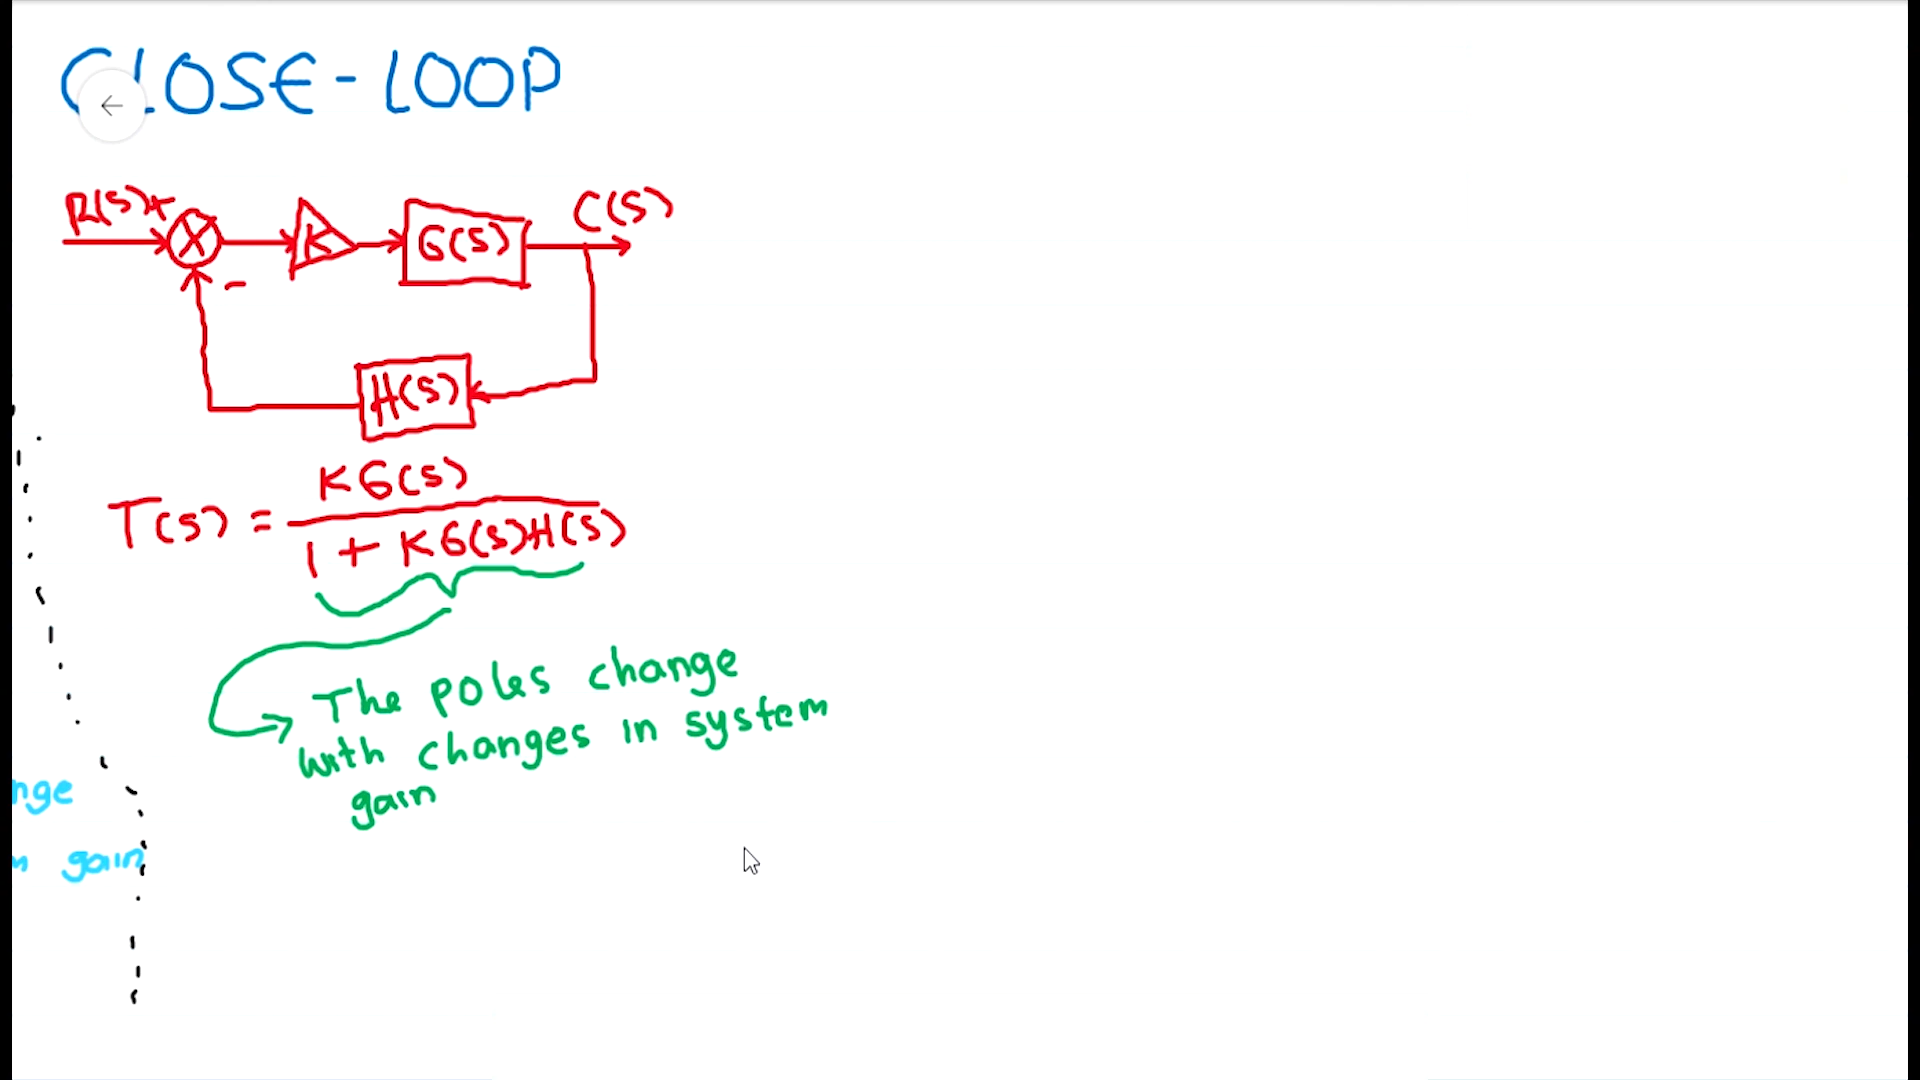 CLOSE-LOOP
R(s) +
K
G(s)
C(s)
-
H(s)
T(s) = KG(s)
1 + KG(s)H(s)
The poles change
with changes in system
gain
nge
gain